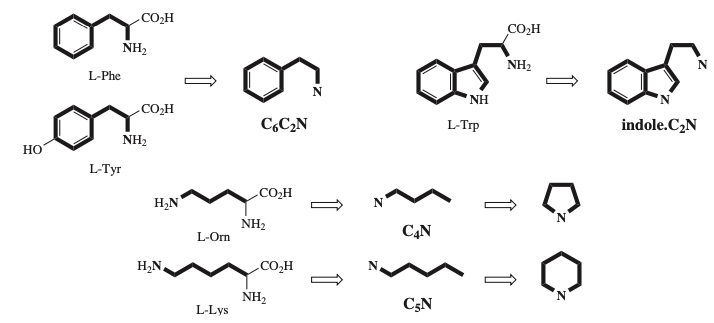 CO₂H
NH₂
L-Phe
N
C₆C₂N
HO
CO₂H
NH₂
L-Tyr
CO₂H
NH₂
NH
L-Trp
N
N
indole.C₂N
H₂N
CO₂H
NH₂
L-Orn
N
C₄N
N
H₂N
CO₂H
NH₂
L-Lys
N
C₅N
N